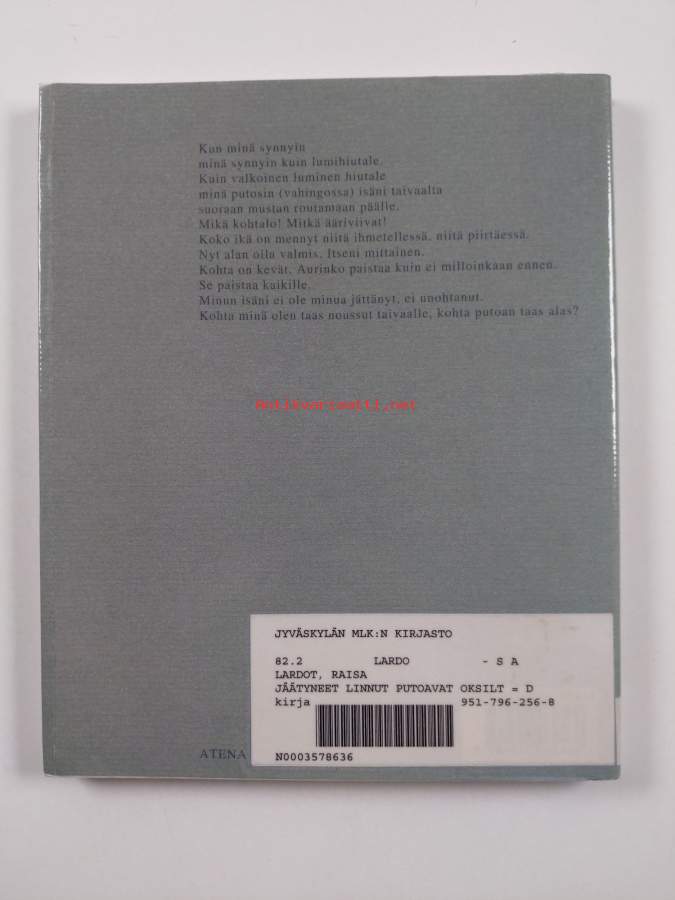 Kun minä synnyin
minä synnyin kuin lumihiutale.
Kuin valkoinen luminen hiutale
minä putosin (vahingossa) isäni taivaalta
suoraan mustan routamaan päälle.
Mikä kohtalo! Mitkä ääriviivat!
Koko ikä on mennyt niitä ihmetellessä, niitä piirtäessä.
Nyt alan olla valmis. Itseni mittainen.
Kohta on kevät. Aurinko paistaa kuin ei milloinkaan ennen.
Se paistaa kaikille.
Minun isäni ei ole minua jättänyt, ei unohtanut.
Kohta minä olen taas noussut taivaalle, kohta putoan taas alas?
Antikvariaatti.net
JYVÄSKYLÄN MLK:N KIRJASTO
82.2 LARDO - S A
LARDOT, RAISA
JÄÄTYNEET LINNUT PUTOAVAT OKSILT = D
kirja 951-796-256-8
ATENA N0003578636